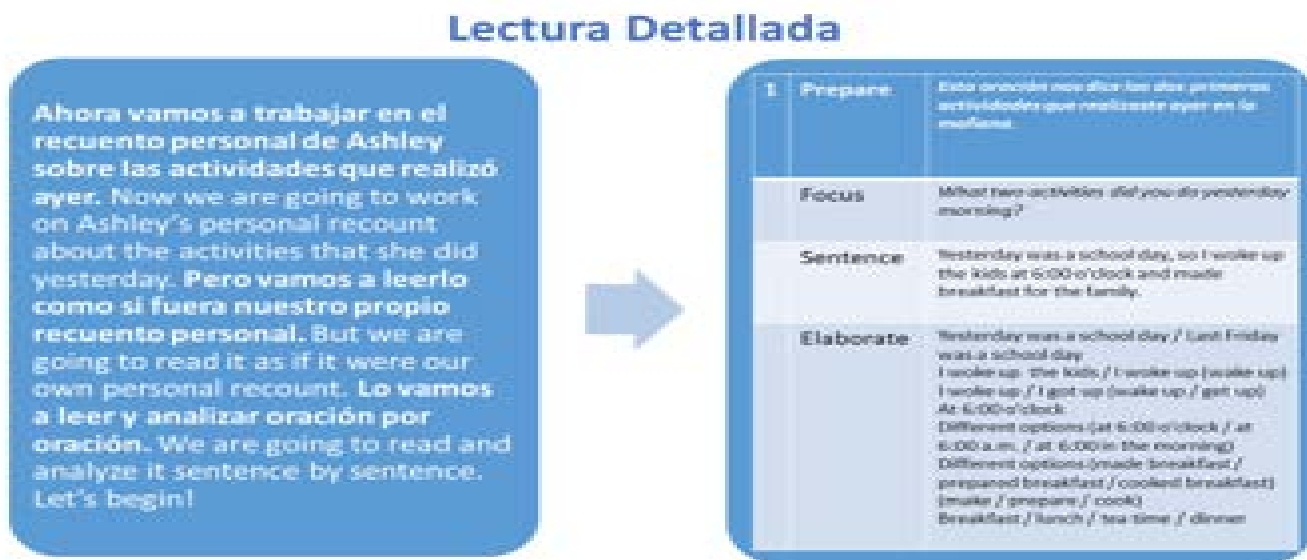 Lectura Detallada
Ahora vamos a trabajar en el
recuento personal de Ashley
sobre las actividades que realizó
ayer. Now we are going to work
on Ashley's personal recount
about the activities that she did
yesterday. Pero vamos a leerlo
como si fuera nuestro propio
recuento personal. But we are
going to read it as if it were our
own personal recount. Lo vamos
a leer y analizar oración por
oración. We are going to read and
analyze it sentence by sentence.
Let's begin!
1 Prepare Esta oración nos dice las dos primeras
actividades que realizaste ayer en la
mañana.
Focus What two activities did you do yesterday
morning?
Sentence Yesterday was a school day, so I woke up
the kids at 6:00 o'clock and made
breakfast for the family.
Elaborate Yesterday was a school day / Last Friday
was a school day
I woke up the kids / I woke up (wake up)
I woke up / I got up (wake up / get up)
At 6:00 o'clock
Different options (at 6:00 o'clock / at
6:00 a.m. / at 6:00 in the morning)
Different options (made breakfast /
prepared breakfast / cooked breakfast)
(make / prepare / cook)
Breakfast / lunch / tea time / dinner